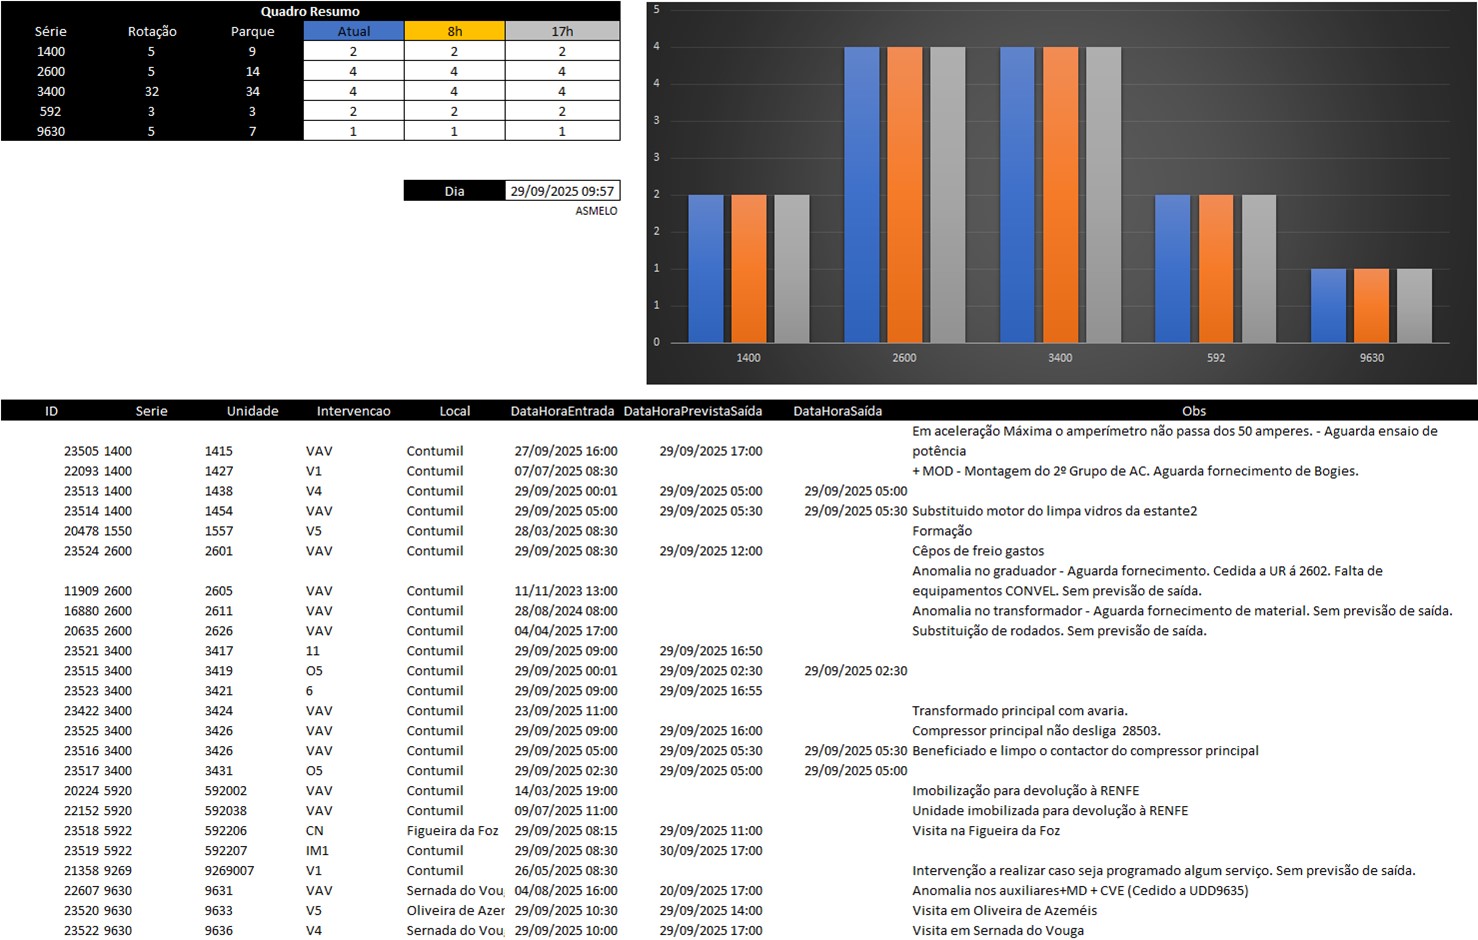 Quadro Resumo
Série Rotação Parque Atual 8h 17h
1400 5 9 2 2 2
2600 5 14 4 4 4
3400 32 34 4 4 4
592 3 3 2 2 2
9630 5 7 1 1 1
Dia 29/09/2025 09:57
ASMELO
5
4
4
3
3
2
2
1
1
0
1400 2600 3400 592 9630
ID Serie Unidade Intervencao Local DataHoraEntrada DataHoraPrevistaSaída DataHoraSaída Obs
Em aceleração Máxima o amperímetro não passa dos 50 amperes. - Aguarda ensaio de
23505 1400 1415 VAV Contumil 27/09/2025 16:00 29/09/2025 17:00 potência
22093 1400 1427 V1 Contumil 07/07/2025 08:30 + MOD - Montagem do 2º Grupo de AC. Aguarda fornecimento de Bogies.
23513 1400 1438 V4 Contumil 29/09/2025 00:01 29/09/2025 05:00 29/09/2025 05:00
23514 1400 1454 VAV Contumil 29/09/2025 05:00 29/09/2025 05:30 29/09/2025 05:30 Substituido motor do limpa vidros da estante2
20478 1550 1557 V5 Contumil 28/03/2025 08:30 Formação
23524 2600 2601 VAV Contumil 29/09/2025 08:30 29/09/2025 12:00 Cêpos de freio gastos
Anomalia no graduador - Aguarda fornecimento. Cedida a UR á 2602. Falta de
11909 2600 2605 VAV Contumil 11/11/2023 13:00 equipamentos CONVEL. Sem previsão de saída.
16880 2600 2611 VAV Contumil 28/08/2024 08:00 Anomalia no transformador - Aguarda fornecimento de material. Sem previsão de saída.
20635 2600 2626 VAV Contumil 04/04/2025 17:00 Substituição de rodados. Sem previsão de saída.
23521 3400 3417 11 Contumil 29/09/2025 09:00 29/09/2025 16:50
23515 3400 3419 O5 Contumil 29/09/2025 00:01 29/09/2025 02:30 29/09/2025 02:30
23523 3400 3421 6 Contumil 29/09/2025 09:00 29/09/2025 16:55
23422 3400 3424 VAV Contumil 23/09/2025 11:00 Transformado principal com avaria.
23525 3400 3426 VAV Contumil 29/09/2025 09:00 29/09/2025 16:00 Compressor principal não desliga 28503.
23516 3400 3426 VAV Contumil 29/09/2025 05:00 29/09/2025 05:30 29/09/2025 05:30 Beneficiado e limpo o contactor do compressor principal
23517 3400 3431 O5 Contumil 29/09/2025 02:30 29/09/2025 05:00 29/09/2025 05:00
20224 5920 592002 VAV Contumil 14/03/2025 19:00 Imobilização para devolução à RENFE
22152 5920 592038 VAV Contumil 09/07/2025 11:00 Unidade imobilizada para devolução à RENFE
23518 5922 592206 CN Figueira da Foz 29/09/2025 08:15 29/09/2025 11:00 Visita na Figueira da Foz
23519 5922 592207 IM1 Contumil 29/09/2025 08:30 30/09/2025 17:00
21358 9269 9269007 V1 Contumil 26/05/2025 08:30 Intervenção a realizar caso seja programado algum serviço. Sem previsão de saída.
22607 9630 9631 VAV Sernada do Voug 04/08/2025 16:00 20/09/2025 17:00 Anomalia nos auxiliares+MD + CVE (Cedido a UDD9635)
23520 9630 9633 V5 Oliveira de Azer 29/09/2025 10:30 29/09/2025 14:00 Visita em Oliveira de Azeméis
23522 9630 9636 V4 Sernada do Voug 29/09/2025 10:00 29/09/2025 17:00 Visita em Sernada do Vouga